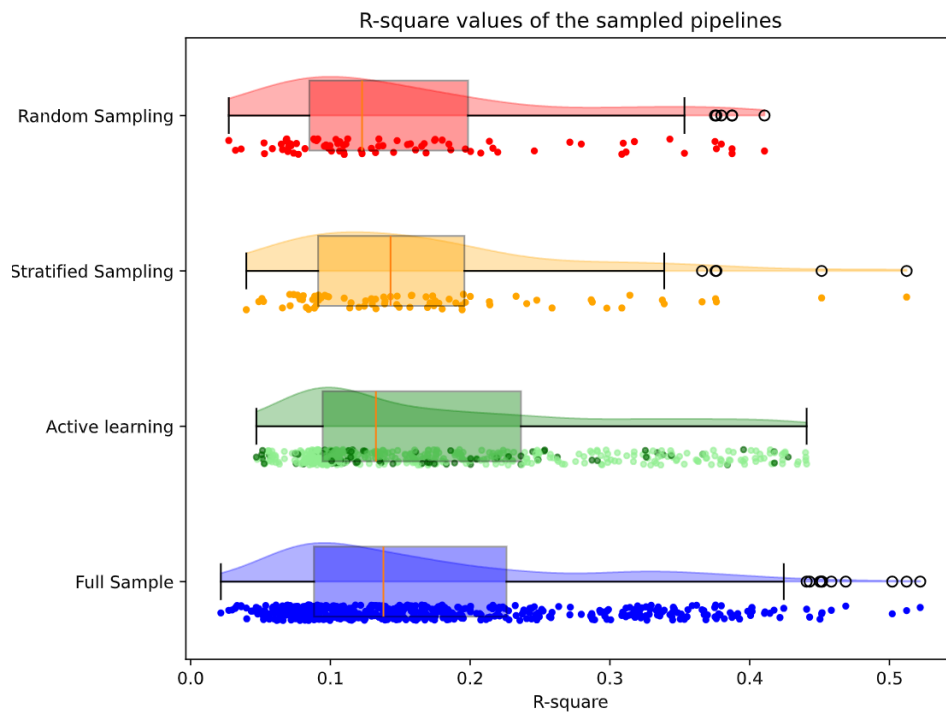 R-square values of the sampled pipelines
Random Sampling
Stratified Sampling
Active learning
Full Sample
0.0 0.1 0.2 0.3 0.4 0.5
R-square